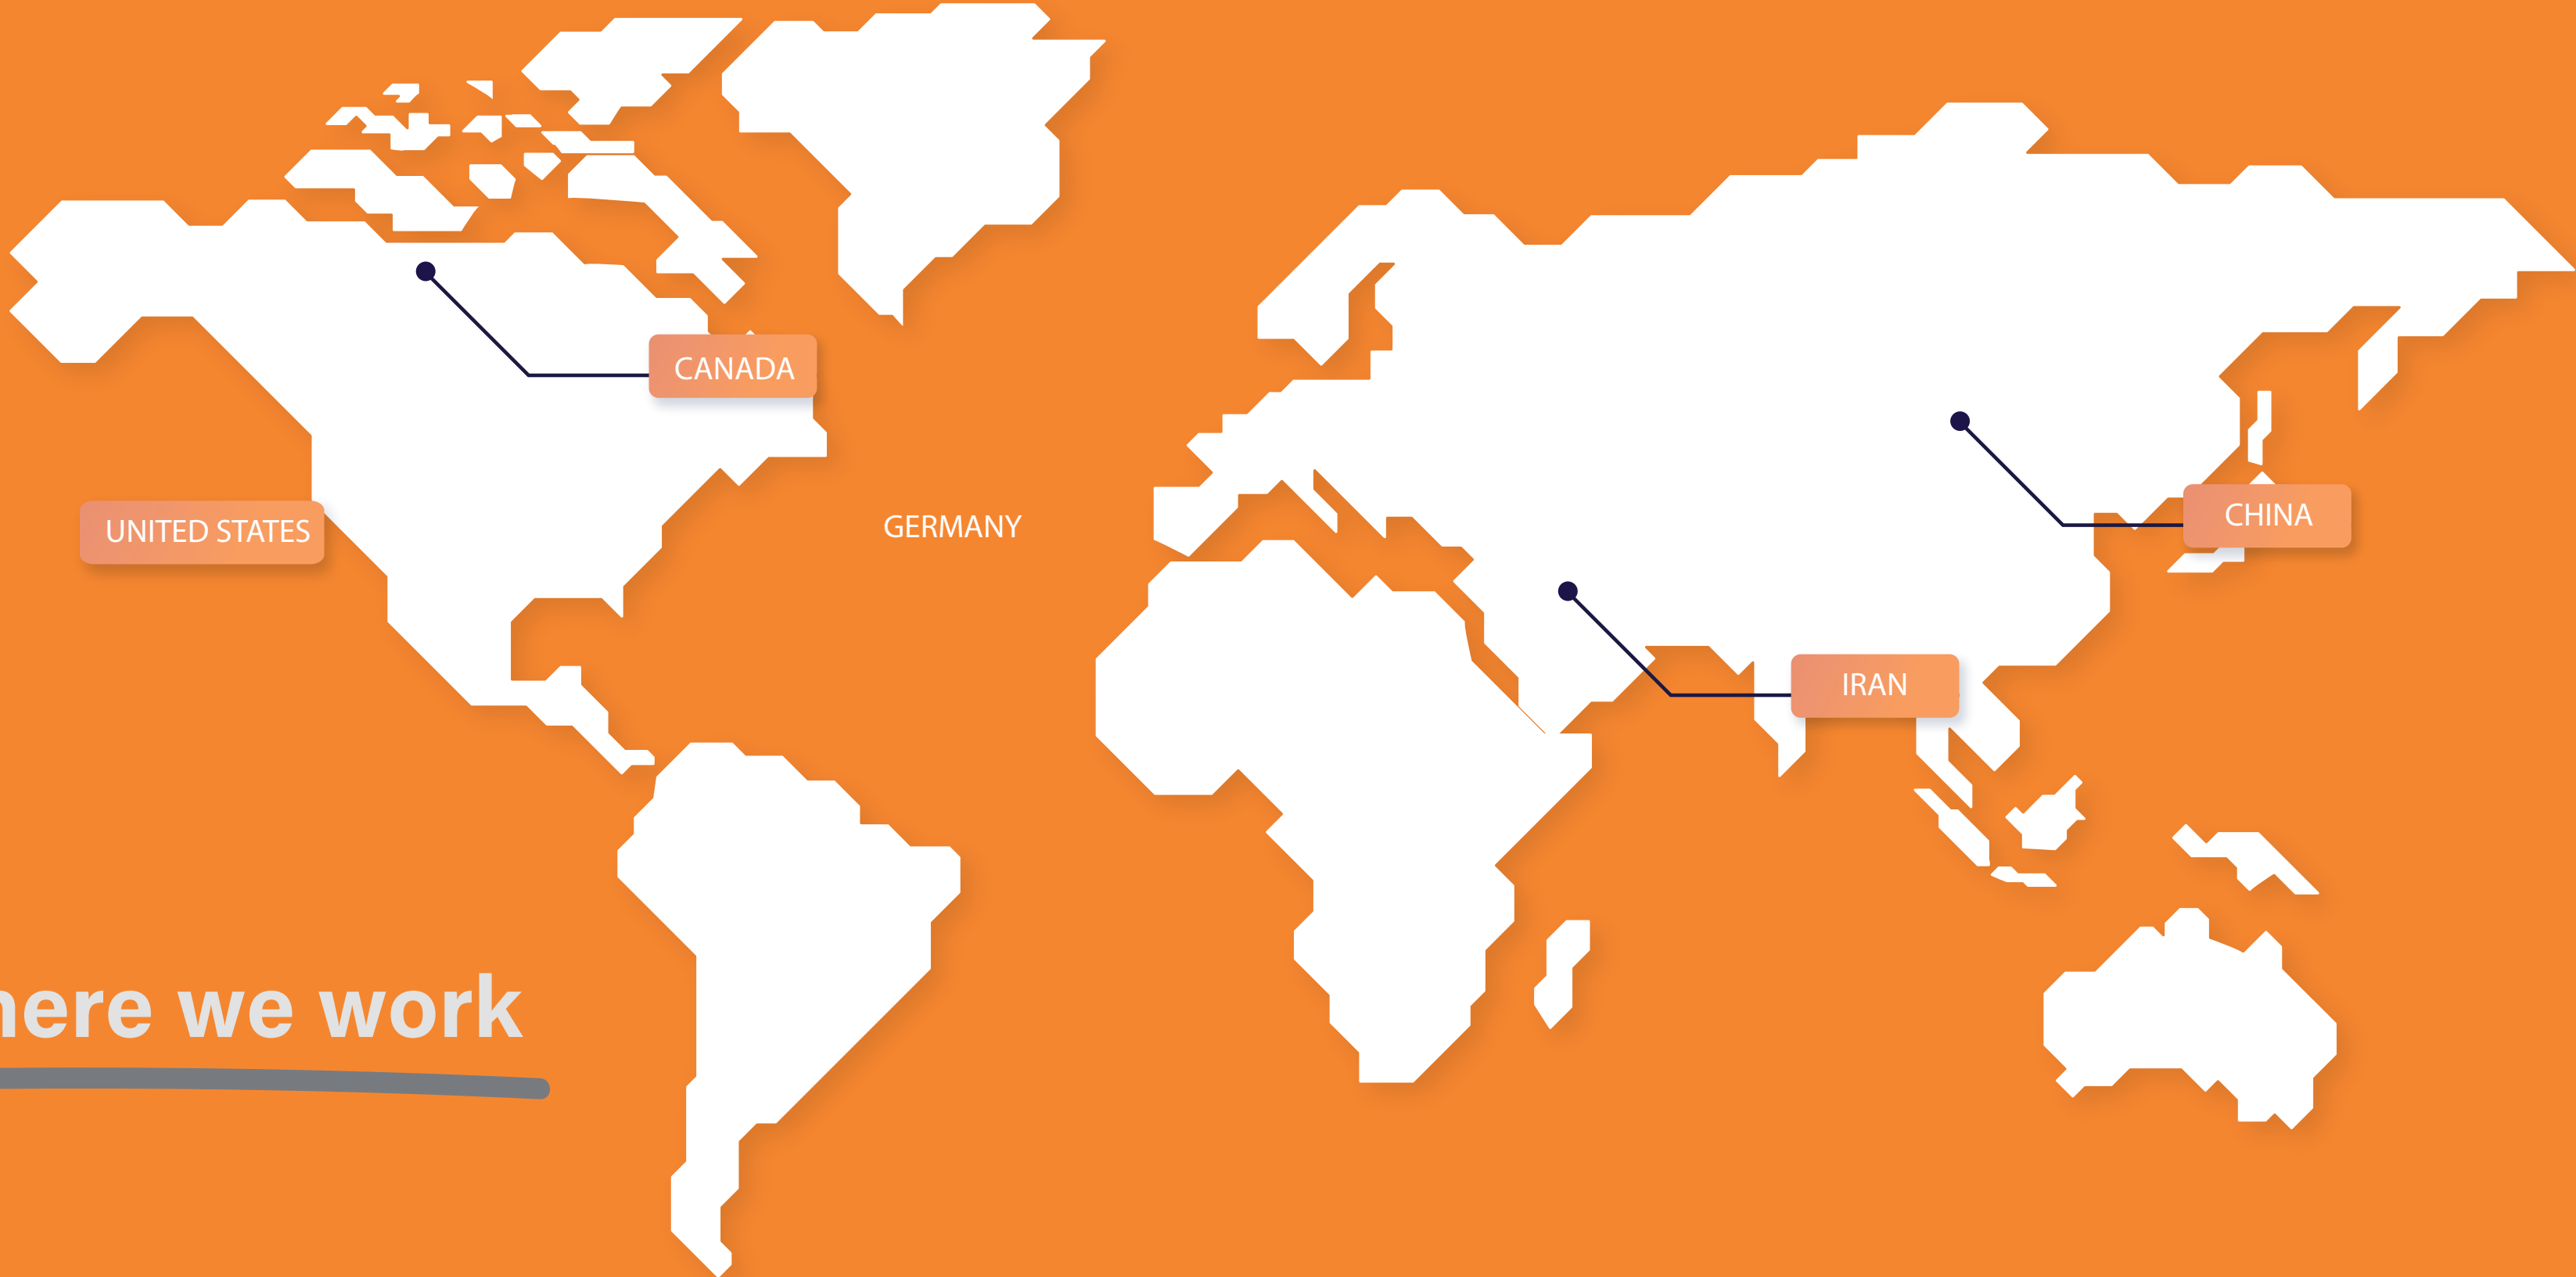 CANADA
CHINA
UNITED STATES
GERMANY
IRAN
here we work